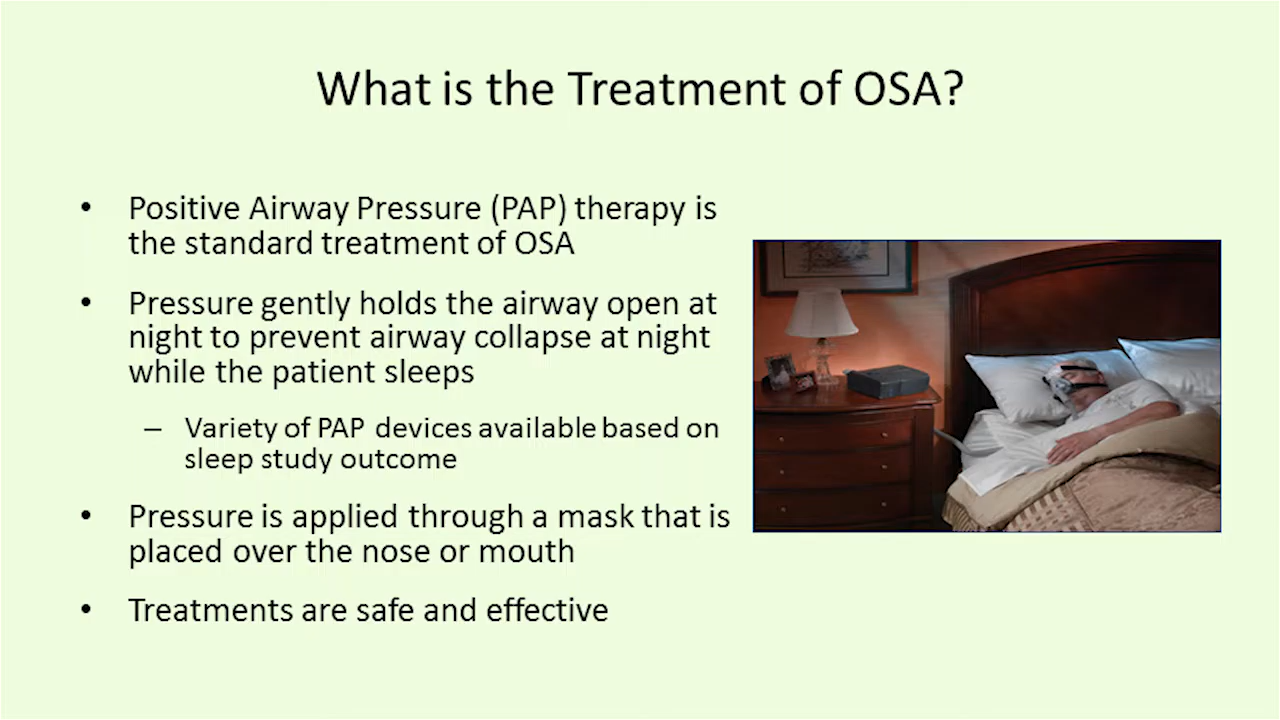 What is the Treatment of OSA?
• Positive Airway Pressure (PAP) therapy is
the standard treatment of OSA
• Pressure gently holds the airway open at
night to prevent airway collapse at night
while the patient sleeps
– Variety of PAP devices available based on
sleep study outcome
• Pressure is applied through a mask that is
placed over the nose or mouth
• Treatments are safe and effective